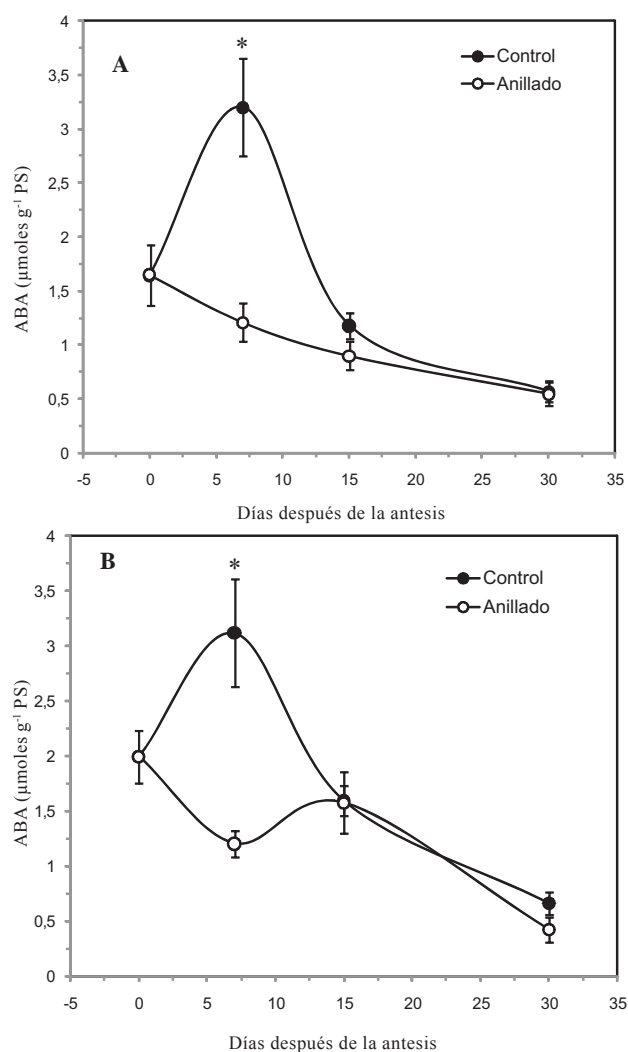 A
*
Control
Anillado
ABA (µmoles g-1 PS)
4
3,5
3
2,5
2
1,5
1
0,5
0
-5 0 5 10 15 20 25 30 35
Días después de la antesis
B
*
Control
Anillado
ABA (µmoles g-1 PS)
4
3,5
3
2,5
2
1,5
1
0,5
0
-5 0 5 10 15 20 25 30 35
Días después de la antesis